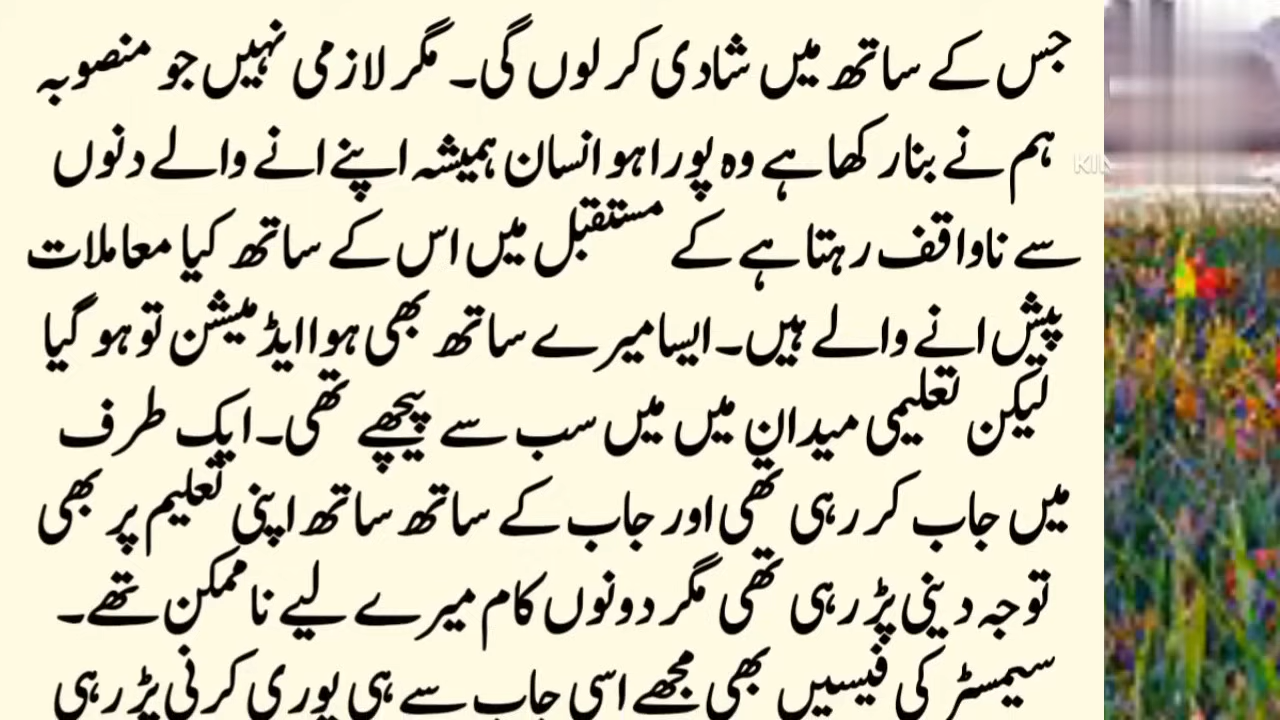 جس کے ساتھ میں شادی کر لوں گی۔ مگر لازمی نہیں جو منصوبہ
ہم نے بنا رکھا ہے وہ پورا ہو انسان ہمیشہ اپنے انے والے دنوں
سے ناواقف رہتا ہے کے مستقبل میں اس کے ساتھ کیا معاملات
پیش انے والے ہیں۔ ایسا میرے ساتھ بھی ہوا ایڈمیشن تو ہو گیا
لیکن تعلیمی میدان میں میں سب سے پیچھے تھی۔ ایک طرف
میں جاب کر رہی تھی اور جاب کے ساتھ ساتھ اپنی تعلیم پر بھی
توجہ دینی پڑ رہی تھی مگر دونوں کام میرے لیے ناممکن تھے۔
سیمسٹر کی فیسیں بھی مجھے اسی جاب سے ہی پوری کرنی پڑ رہی